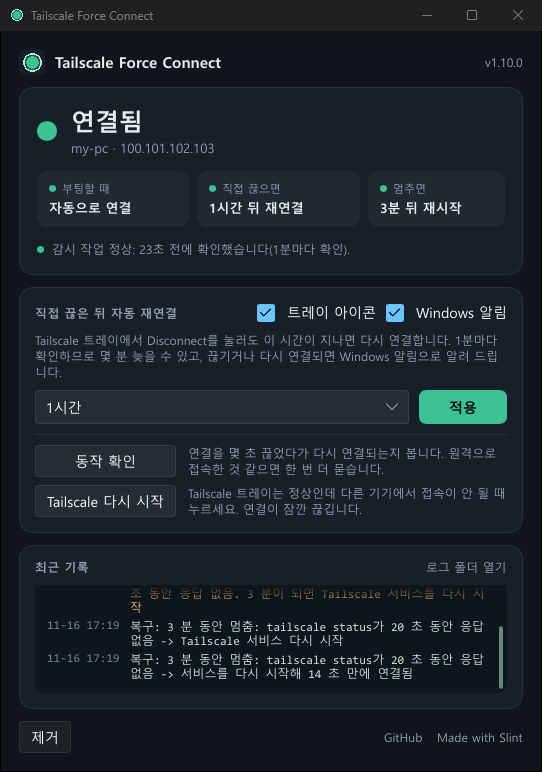 Tailscale Force Connect
Tailscale Force Connect
v1.10.0
연결됨
my-pc · 100.101.102.103
부팅할 때
자동으로 연결
직접 끊으면
1시간 뒤 재연결
멈추면
3분 뒤 재시작
감시 작업 정상: 23초 전에 확인했습니다(1분마다 확인).
직접 끊은 뒤 자동 재연결
트레이 아이콘
Windows 알림
Tailscale 트레이에서 Disconnect를 눌러도 이 시간이 지나면 다시 연결합니다. 1분마다
확인하므로 몇 분 늦을 수 있고, 끊기거나 다시 연결되면 Windows 알림으로 알려 드립
니다.
1시간
적용
동작 확인
연결을 몇 초 끊었다가 다시 연결되는지 봅니다. 원격으로
접속한 것 같으면 한 번 더 묻습니다.
Tailscale 다시 시작
Tailscale 트레이는 정상인데 다른 기기에서 접속이 안 될 때
누르세요. 연결이 잠깐 끊깁니다.
최근 기록
로그 폴더 열기
초 동안 응답 없음. 3 분이 되면 Tailscale 서비스를 다시 시
작
11-16 17:19 복구: 3 분 동안 멈춤: tailscale status가 20 초 동안 응답
없음 -> Tailscale 서비스 다시 시작
11-16 17:19 복구: 3 분 동안 멈춤: tailscale status가 20 초 동안 응답
없음 -> 서비스를 다시 시작해 14 초 만에 연결됨
제거
GitHub
Made with Slint